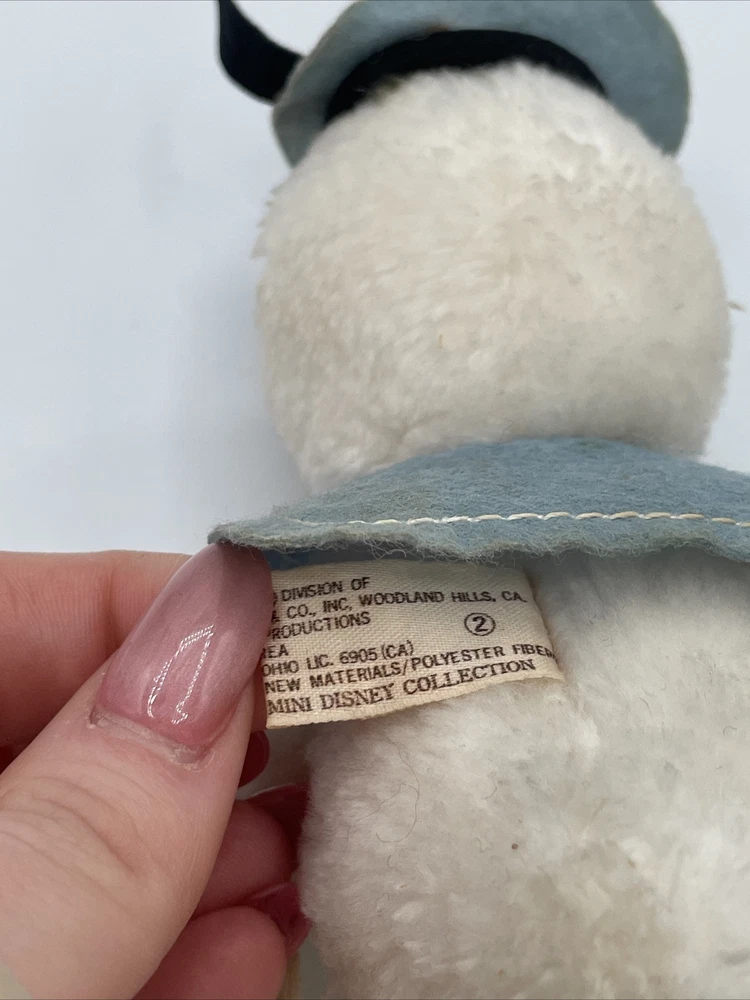 DIVISION OF
& CO., INC, WOODLAND HILLS, CA.
PRODUCTIONS
②
REA
OHIO LIC. 6905 (CA)
NEW MATERIALS/POLYESTER FIBER
MINI DISNEY COLLECTION